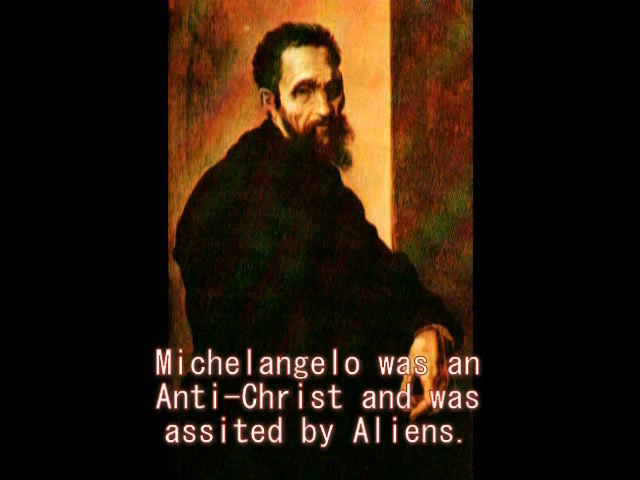 Michelangelo was an
Anti-Christ and was
assited by Aliens.